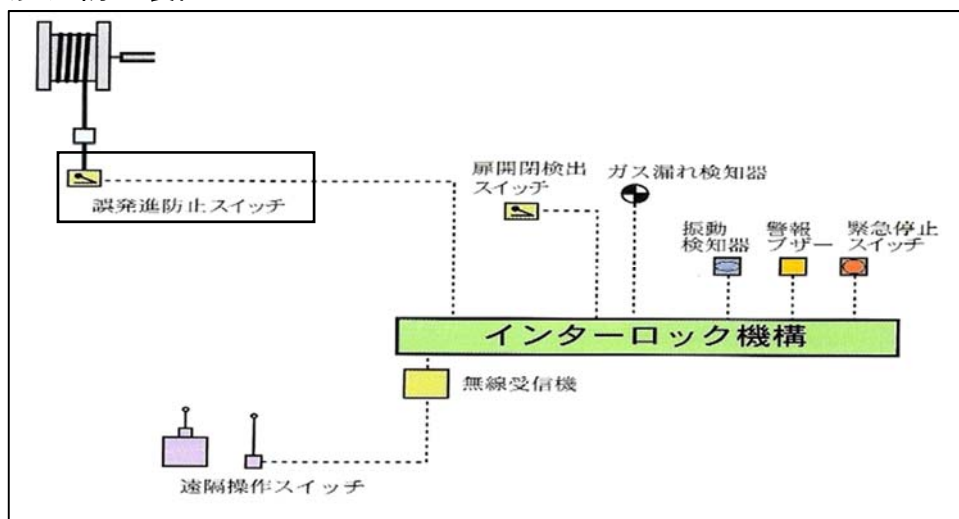 誤発進防止スイッチ
扉開閉検出
スイッチ
ガス漏れ検知器
振動
検知器
警報
ブザー
緊急停止
スイッチ
インターロック機構
無線受信機
遠隔操作スイッチ